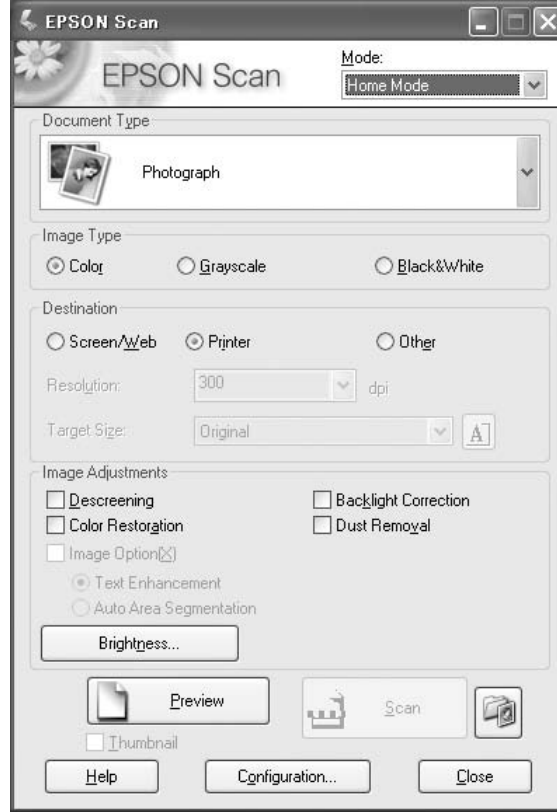 EPSON Scan
EPSON Scan
Mode:
Home Mode
Document Type
Photograph
Image Type
Color Grayscale Black&White
Destination
Screen/Web Printer Other
Resolution: 300 dpi
Target Size: Original A
Image Adjustments
Descreening Backlight Correction
Color Restoration Dust Removal
Image Option(X)
Text Enhancement
Auto Area Segmentation
Brightness...
Preview Scan
Thumbnail
Help Configuration... Close